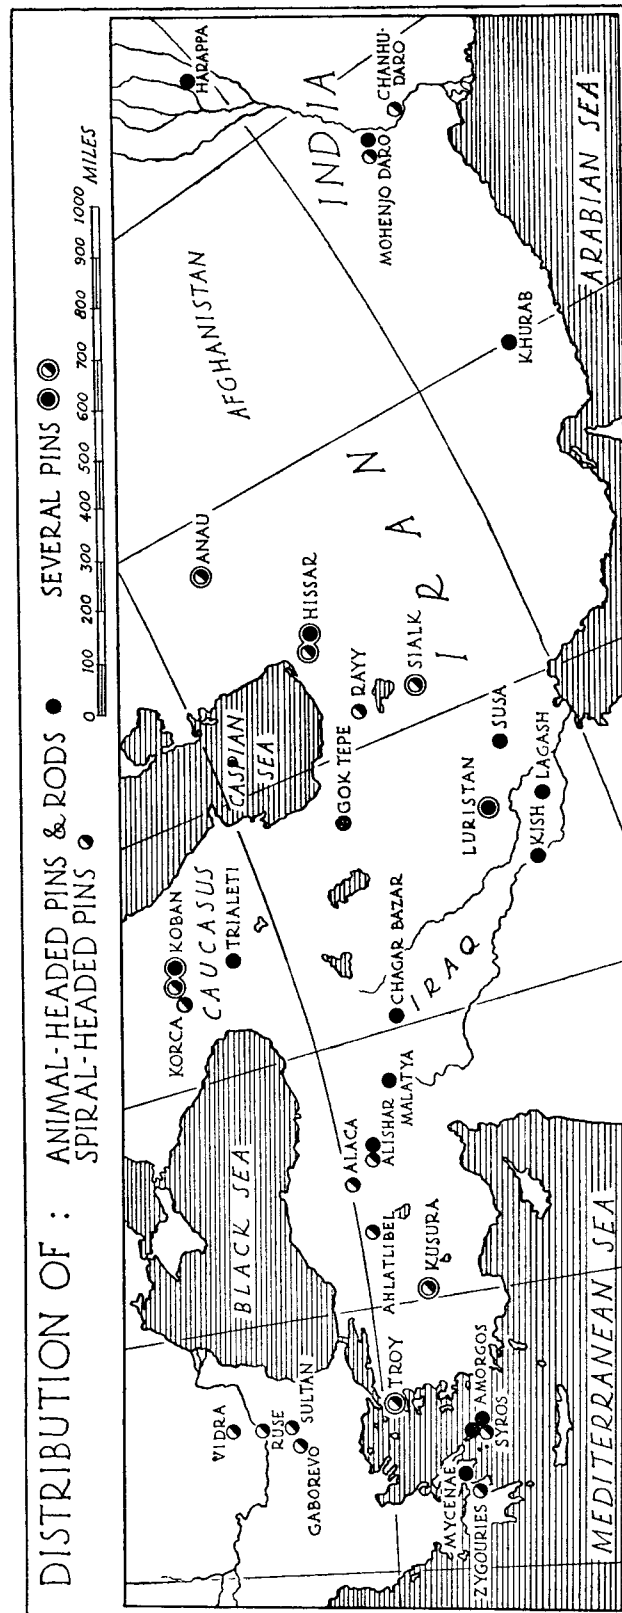 DISTRIBUTION OF :
ANIMAL-HEADED PINS & RODS
SPIRAL-HEADED PINS
SEVERAL PINS
0 100 200 300 400 500 600 700 800 900 1000 MILES
VIDRA
RUSE
SULTAN
GABOREVO
BLACK SEA
KORCA
KOBAN
CAUCASUS
TRIALETI
CASPIAN
SEA
ANAU
HISSAR
AFGHANISTAN
HARAPPA
INDIA
MOHENJO DARO
CHANHU-
DARO
TROY
AHLATLIBEL
KUSURA
ALACA
ALISHAR
MALATYA
CHAGAR BAZAR
GOK TEPE
RAYY
SIALK
IRAN
IRAQ
LURISTAN
SUSA
KISH
LAGASH
KHURAB
ARABIAN SEA
MYCENAE
ZYGOURIES
AMORGOS
SYROS
MEDITERRANEAN SEA